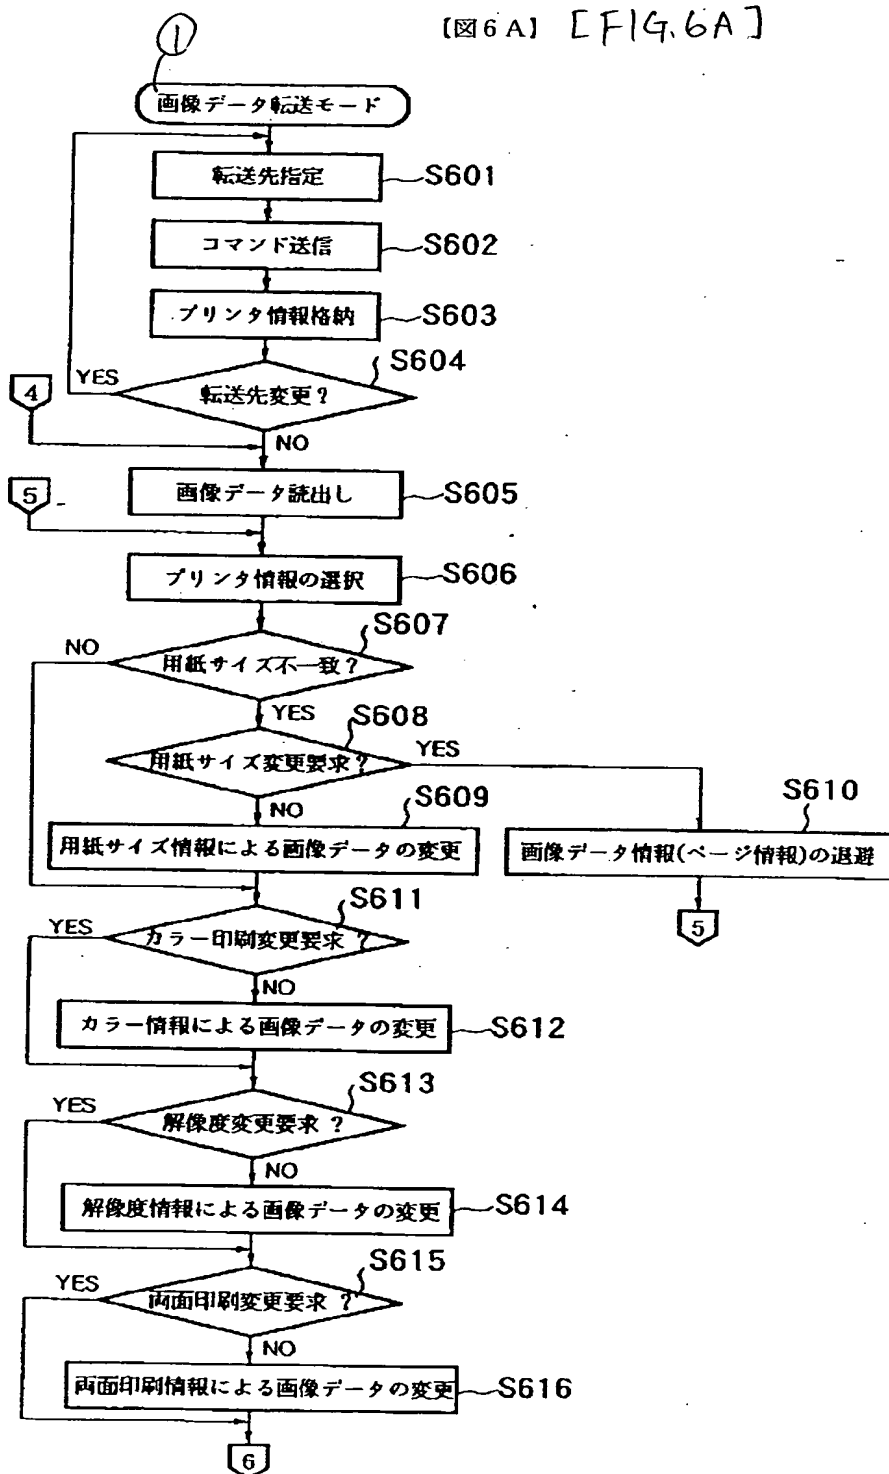 【図6A】 [FIG. 6A]
①
画像データ転送モード
転送先指定 S601
コマンド送信 S602
プリンタ情報格納 S603
S604
YES
転送先変更?
4
NO
画像データ読出し S605
5
プリンタ情報の選択 S606
S607
NO
用紙サイズ不一致?
YES
S608
用紙サイズ変更要求?
YES
NO
S609
S610
用紙サイズ情報による画像データの変更
画像データ情報(ページ情報)の退避
S611
5
YES
カラー印刷変更要求 ?
NO
カラー情報による画像データの変更 S612
S613
YES
解像度変更要求 ?
NO
解像度情報による画像データの変更 S614
S615
YES
両面印刷変更要求 ?
NO
両面印刷情報による画像データの変更 S616
6